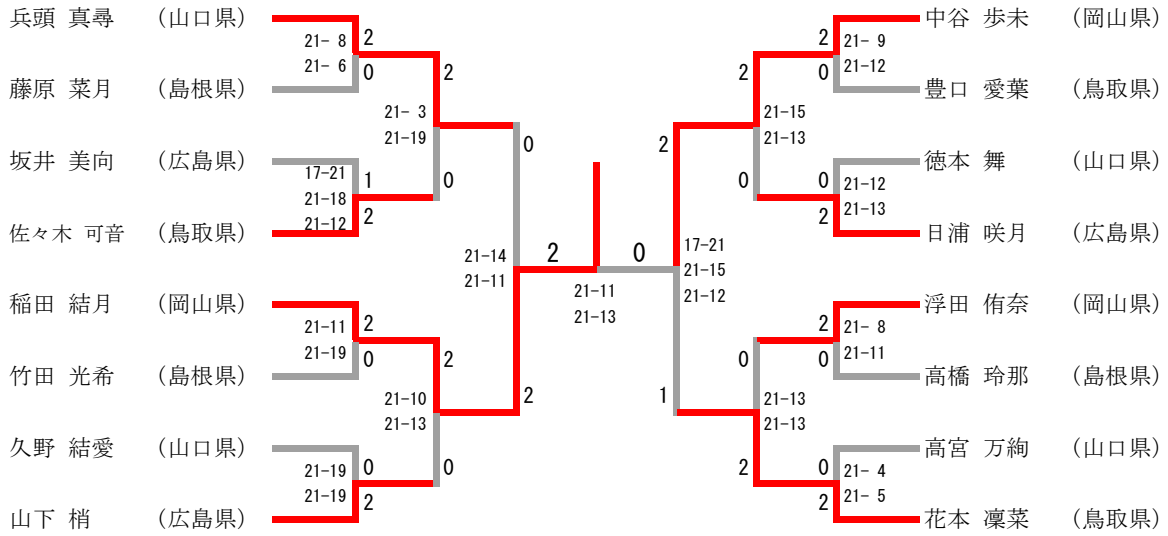 兵頭 真尋 （山口県）
21- 8 2
21- 6 0
藤原 菜月 （島根県）
2
21- 3
21-19
0
坂井 美向 （広島県）
17-21 1
21-18
21-12 2
佐々木 可音 （鳥取県）
0
21-14
21-11
2
稲田 結月 （岡山県）
21-11 2
21-19 0
竹田 光希 （島根県）
2
21-10
21-13
0
久野 結愛 （山口県）
21-19 0
21-19 2
山下 梢 （広島県）
2 0
21-11
21-13
中谷 歩未 （岡山県）
2 21- 9
0 21-12
豊口 愛葉 （鳥取県）
2
21-15
21-13
0
徳本 舞 （山口県）
0 21-12
2 21-13
日浦 咲月 （広島県）
2
17-21
21-15
21-12
1
浮田 侑奈 （岡山県）
2 21- 8
0 21-11
高橋 玲那 （島根県）
0
21-13
21-13
2
高宮 万絢 （山口県）
0 21- 4
2 21- 5
花本 凜菜 （鳥取県）